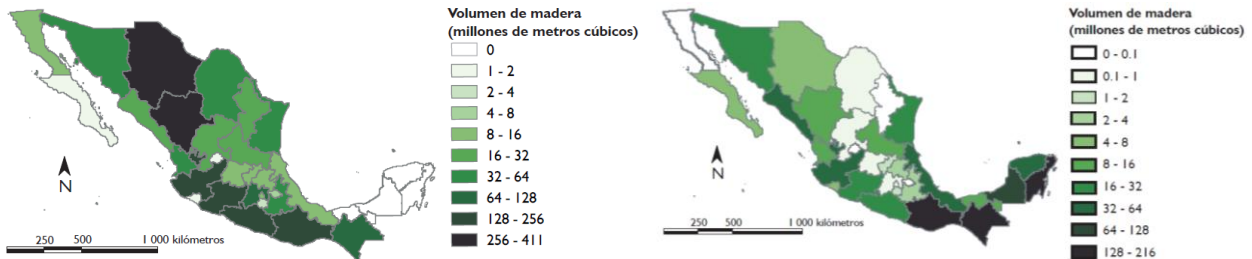 Volumen de madera
(millones de metros cúbicos)
0
1 - 2
2 - 4
4 - 8
8 - 16
16 - 32
32 - 64
64 - 128
128 - 256
256 - 411
N
250 500 1 000 kilómetros
Volumen de madera
(millones de metros cúbicos)
0 - 0.1
0.1 - 1
1 - 2
2 - 4
4 - 8
8 - 16
16 - 32
32 - 64
64 - 128
128 - 216
N
250 500 1 000 kilómetros